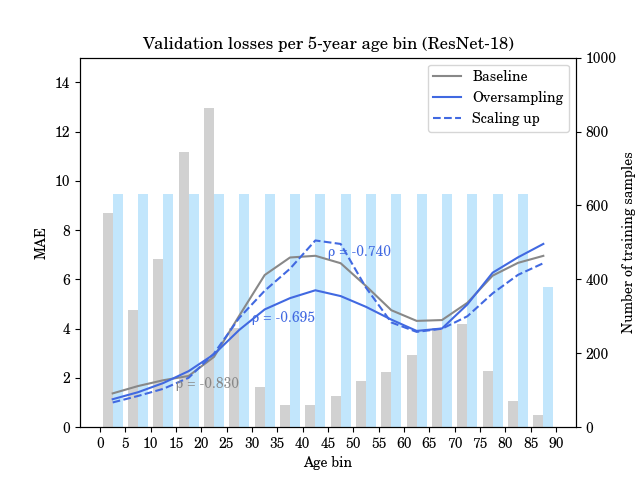 Validation losses per 5-year age bin (ResNet-18)
Baseline
Oversampling
Scaling up
14
12
10
8
6
4
2
0
MAE
1000
800
600
400
200
0
Number of training samples
ρ = -0.740
ρ = -0.695
ρ = -0.830
0 5 10 15 20 25 30 35 40 45 50 55 60 65 70 75 80 85 90
Age bin